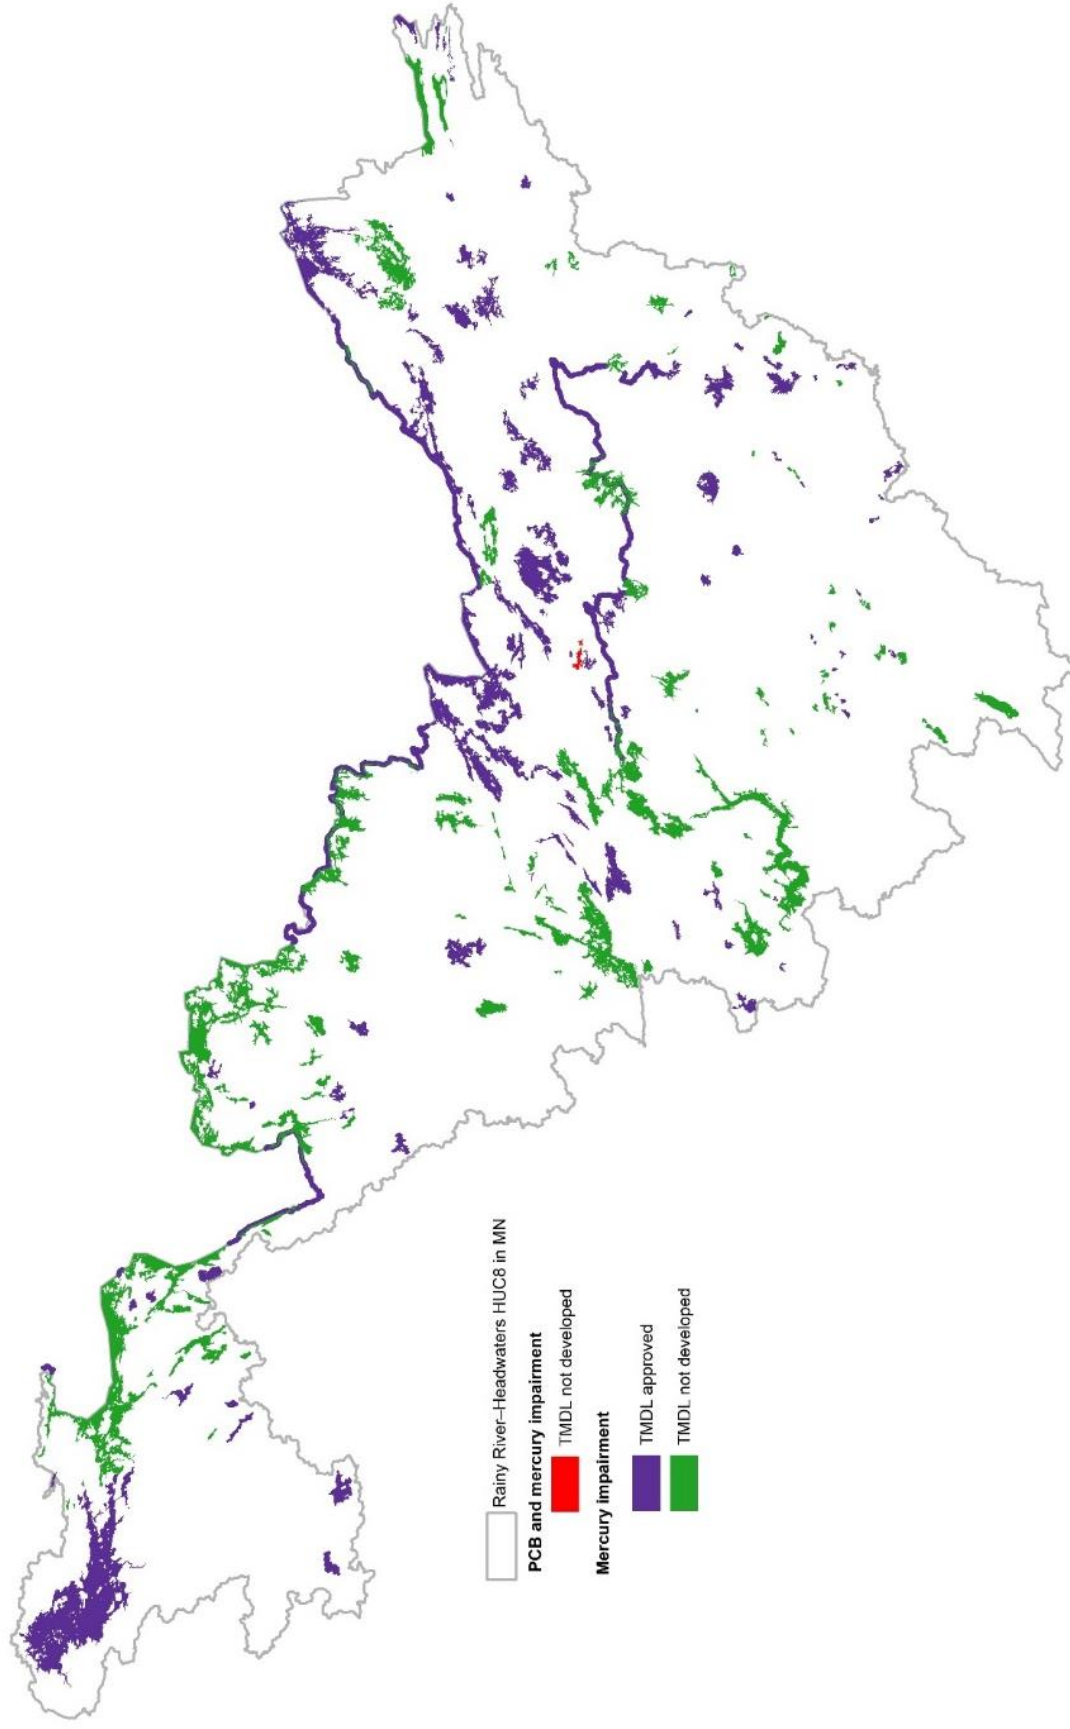 Rainy River–Headwaters HUC8 in MN
PCB and mercury impairment
TMDL not developed
Mercury impairment
TMDL approved
TMDL not developed